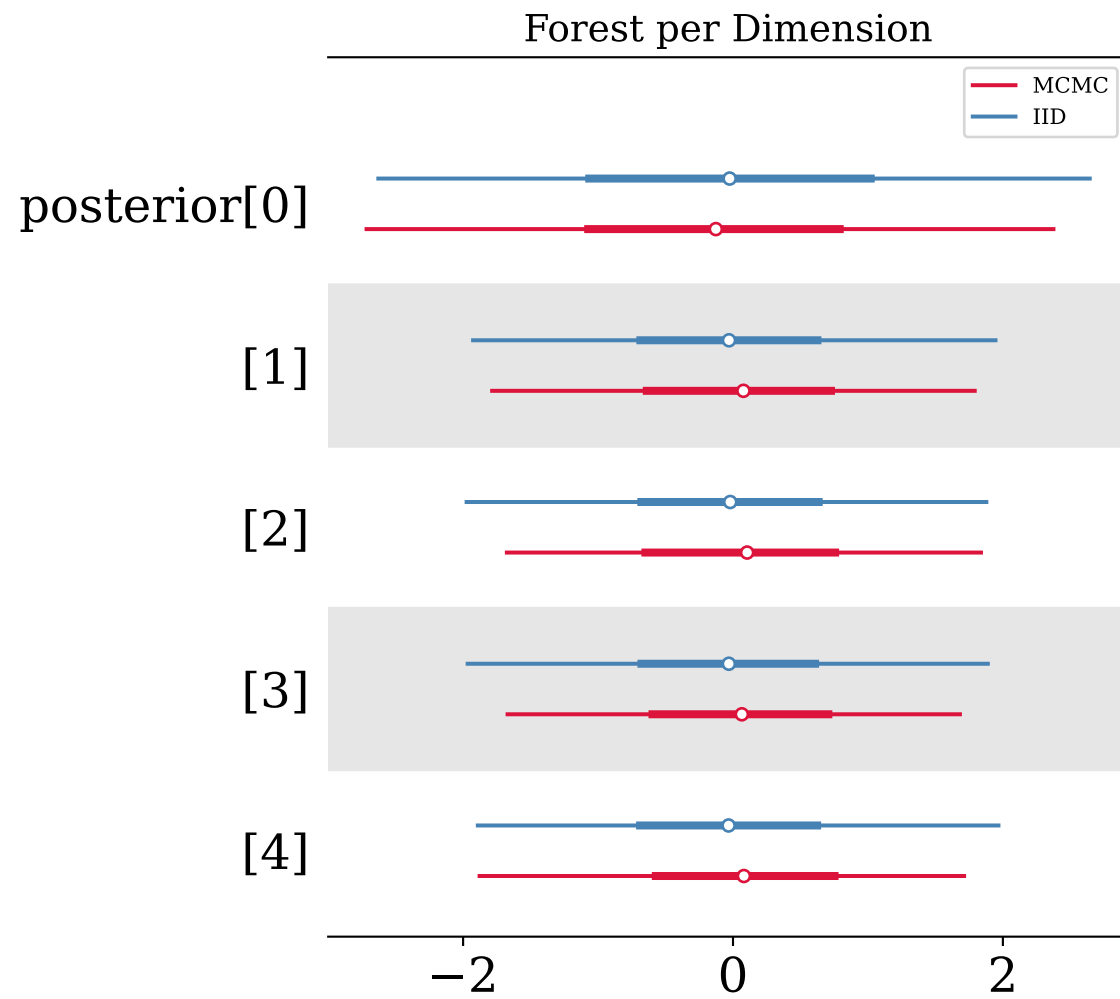 Forest per Dimension
MCMC
IID
posterior[0]
[1]
[2]
[3]
[4]
−2 0 2